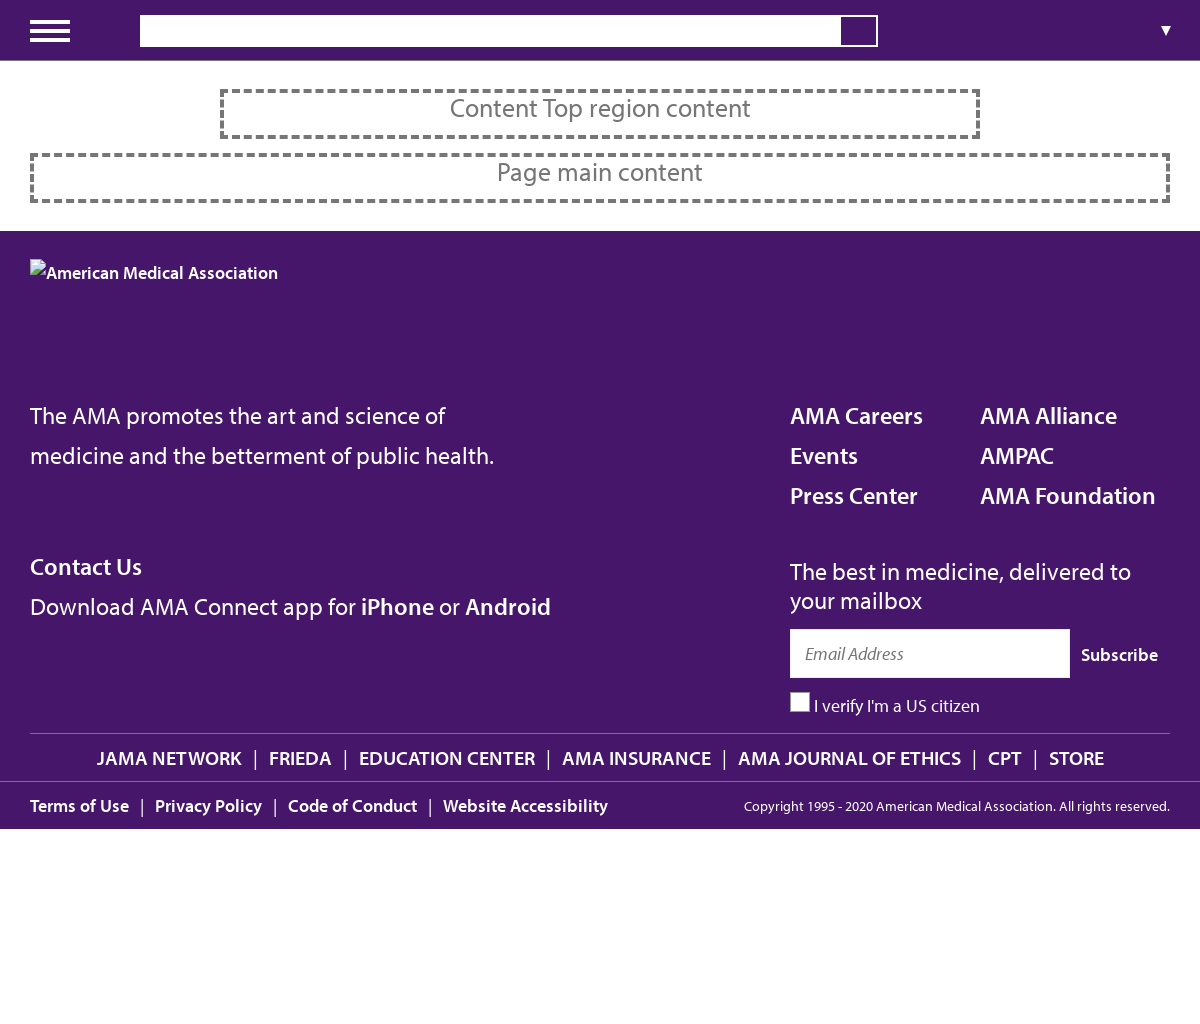 ▼
Content Top region content
Page main content
American Medical Association
The AMA promotes the art and science of
medicine and the betterment of public health.
AMA Careers
Events
Press Center
AMA Alliance
AMPAC
AMA Foundation
Contact Us
Download AMA Connect app for iPhone or Android
The best in medicine, delivered to
your mailbox
Email Address
Subscribe
I verify I'm a US citizen
JAMA NETWORK | FRIEDA | EDUCATION CENTER | AMA INSURANCE | AMA JOURNAL OF ETHICS | CPT | STORE
Terms of Use | Privacy Policy | Code of Conduct | Website Accessibility
Copyright 1995 - 2020 American Medical Association. All rights reserved.